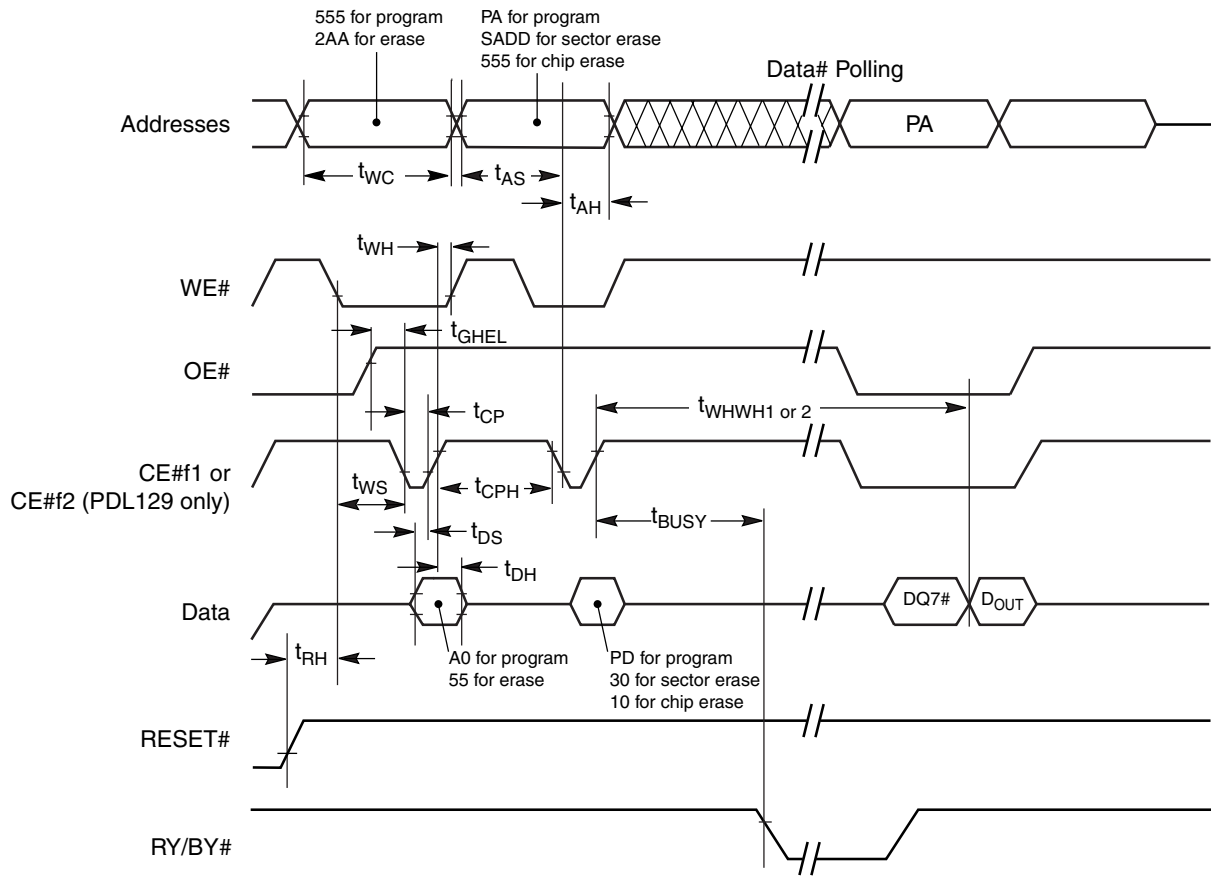 555 for program
2AA for erase
PA for program
SADD for sector erase
555 for chip erase
Data# Polling
Addresses
PA
tWC
tAS
tAH
tWH
WE#
tGHEL
OE#
tWHWH1 or 2
tCP
CE#f1 or
CE#f2 (PDL129 only)
tWS
tCPH
tBUSY
tDS
tDH
Data
DQ7#
DOUT
tRH
A0 for program
55 for erase
PD for program
30 for sector erase
10 for chip erase
RESET#
RY/BY#